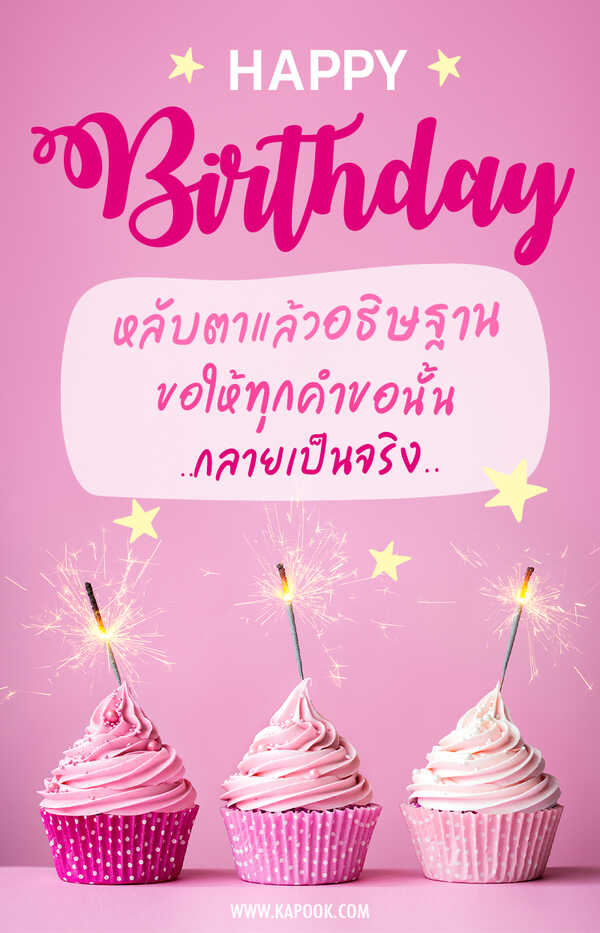 HAPPY
Birthday
หลับตาแล้วอธิษฐาน
ขอให้ทุกคำขอนั้น
..กลายเป็นจริง..
WWW.KAPOOK.COM